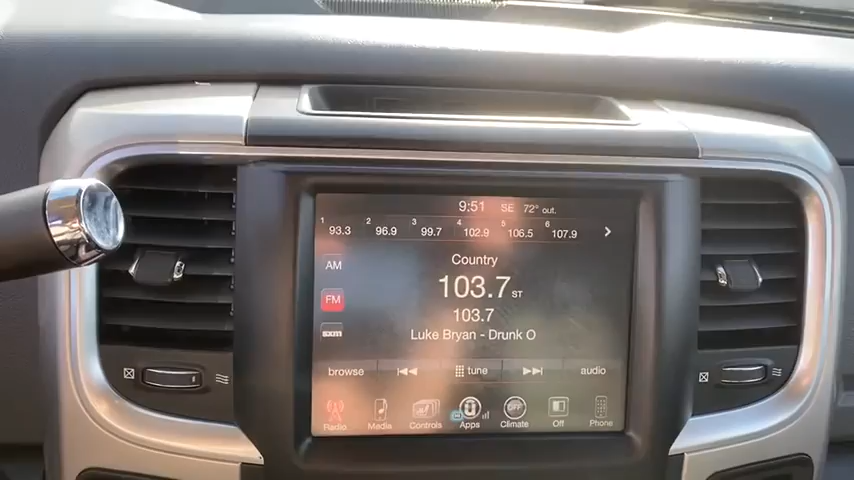 9:51 SE 72° out.
1 2 3 4 5 6
93.3 96.9 99.7 102.9 106.5 107.9
AM
Country
103.7 ST
FM
103.7
sxm
Luke Bryan - Drunk O
browse tune audio
Radio Media Controls Apps Climate Off Phone
OFF